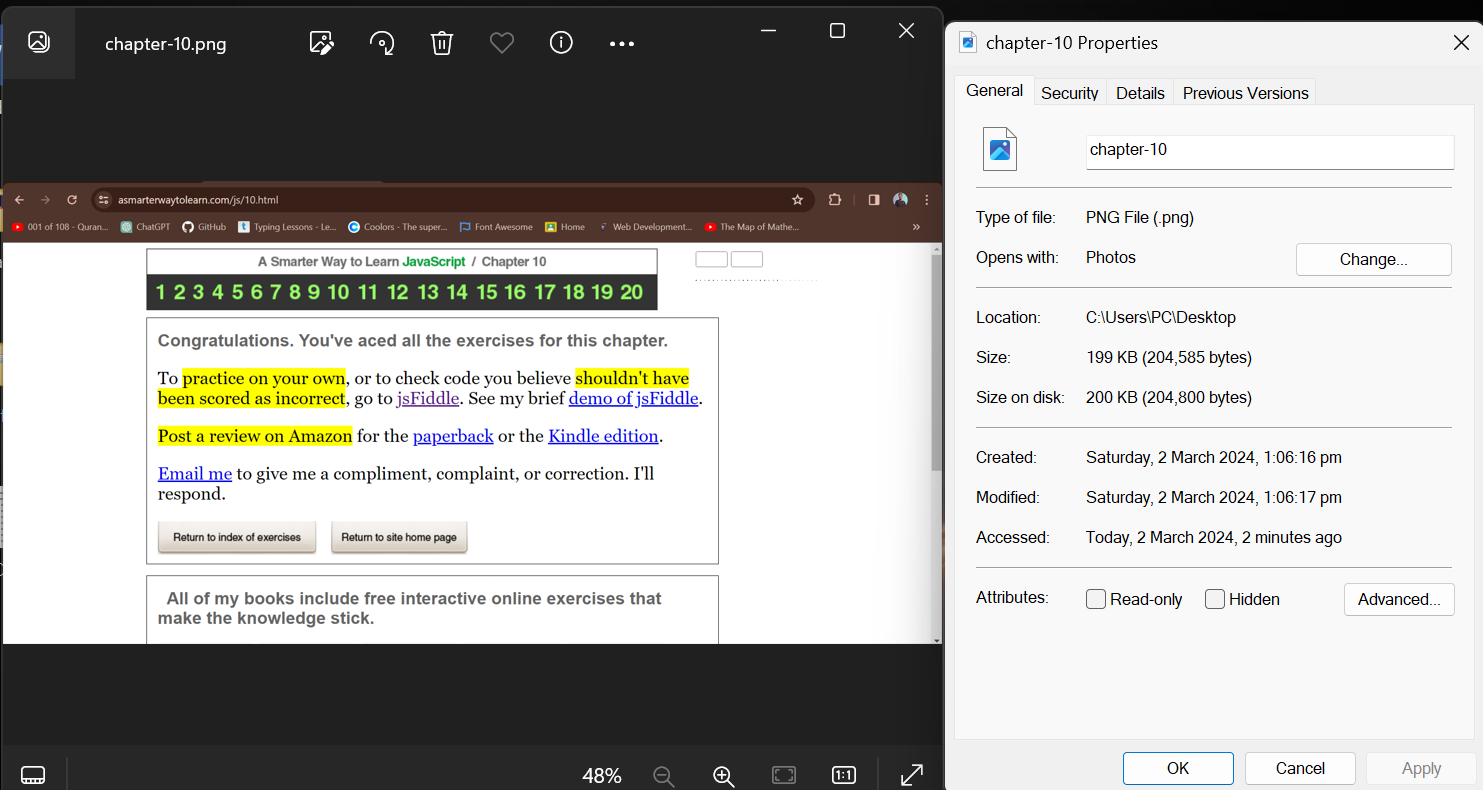 chapter-10.png
asmarterwaytolearn.com/js/10.html
001 of 108 - Quran... ChatGPT GitHub Typing Lessons - Le... Coolors - The super... Font Awesome Home Web Development... The Map of Mathe... »
A Smarter Way to Learn JavaScript / Chapter 10
1 2 3 4 5 6 7 8 9 10 11 12 13 14 15 16 17 18 19 20
Congratulations. You've aced all the exercises for this chapter.
To practice on your own, or to check code you believe shouldn't have
been scored as incorrect, go to jsFiddle. See my brief demo of jsFiddle.
Post a review on Amazon for the paperback or the Kindle edition.
Email me to give me a compliment, complaint, or correction. I'll
respond.
Return to index of exercises Return to site home page
All of my books include free interactive online exercises that
make the knowledge stick.
48% 1:1
chapter-10 Properties
General Security Details Previous Versions
chapter-10
Type of file: PNG File (.png)
Opens with: Photos Change...
Location: C:\Users\PC\Desktop
Size: 199 KB (204,585 bytes)
Size on disk: 200 KB (204,800 bytes)
Created: Saturday, 2 March 2024, 1:06:16 pm
Modified: Saturday, 2 March 2024, 1:06:17 pm
Accessed: Today, 2 March 2024, 2 minutes ago
Attributes: Read-only Hidden Advanced...
OK Cancel Apply